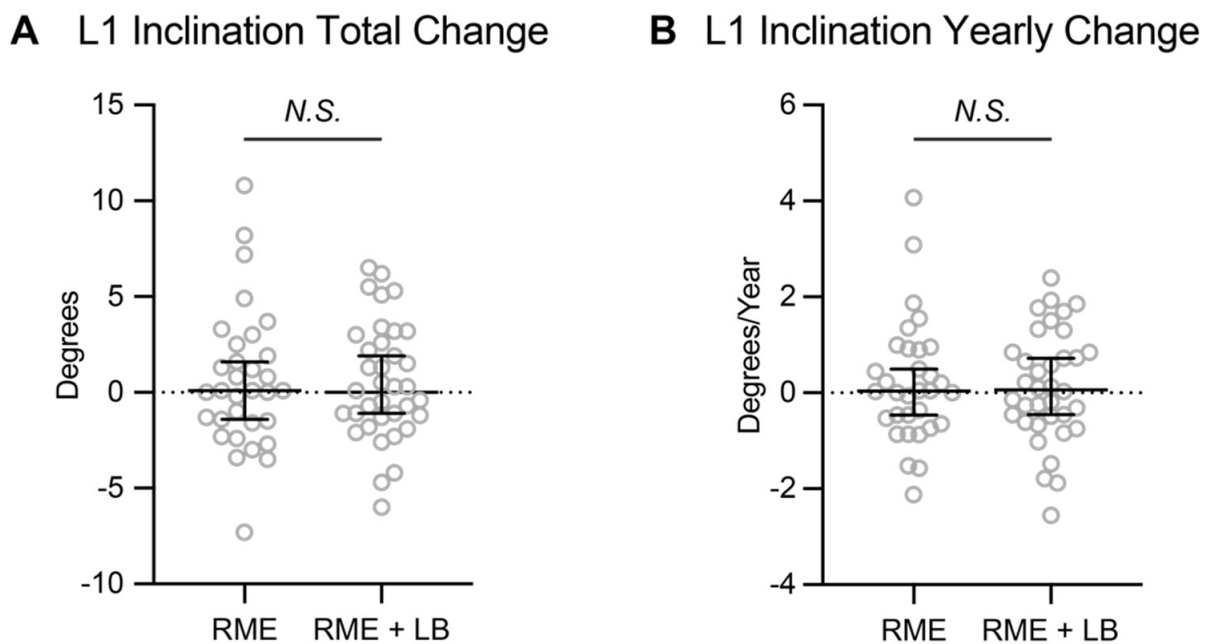 A L1 Inclination Total Change
15
10
5
0
-5
-10
Degrees
N.S.
RME
RME + LB
B L1 Inclination Yearly Change
6
4
2
0
-2
-4
Degrees/Year
N.S.
RME
RME + LB